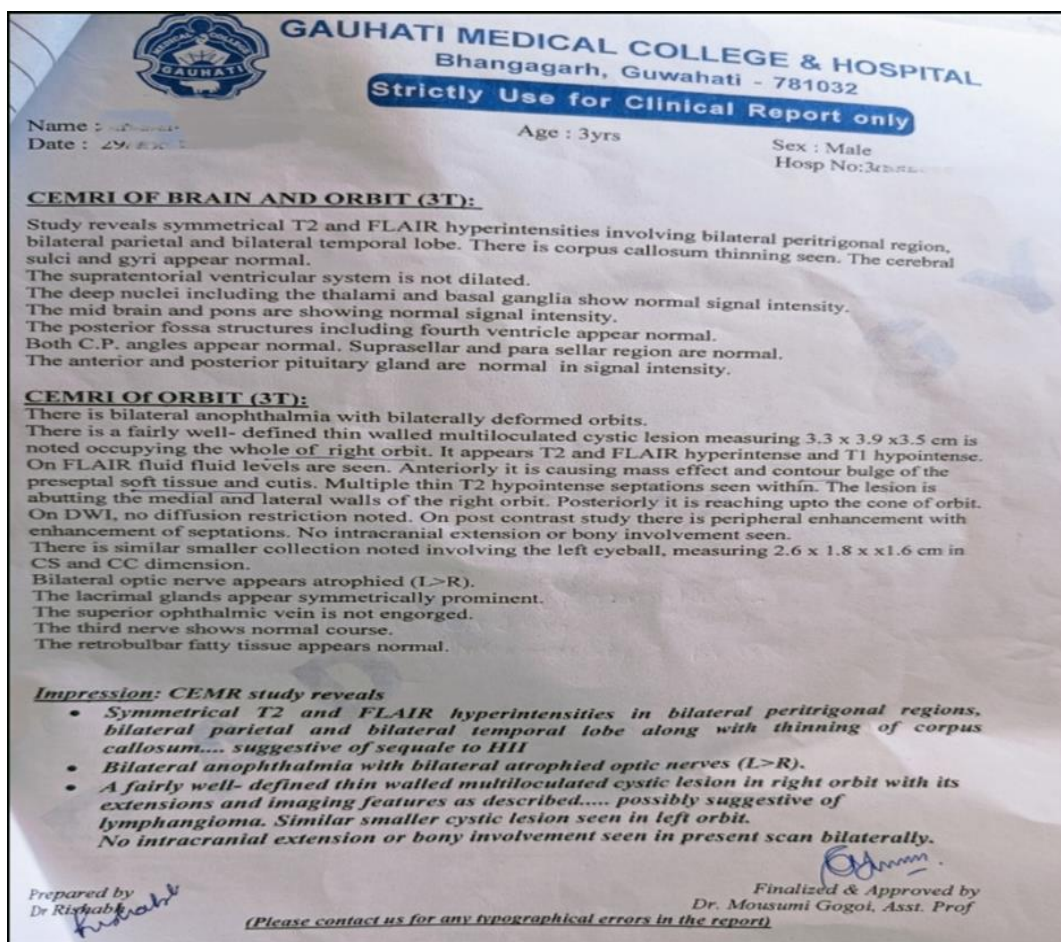 MEDICAL COLLEGE
GAUHATI
GAUHATI MEDICAL COLLEGE & HOSPITAL
Bhangagarh, Guwahati - 781032
Strictly Use for Clinical Report only
Name :
Age : 3yrs
Sex : Male
Date : 29/
Hosp No:3
CEMRI OF BRAIN AND ORBIT (3T):
Study reveals symmetrical T2 and FLAIR hyperintensities involving bilateral peritrigonal region,
bilateral parietal and bilateral temporal lobe. There is corpus callosum thinning seen. The cerebral
sulci and gyri appear normal.
The supratentorial ventricular system is not dilated.
The deep nuclei including the thalami and basal ganglia show normal signal intensity.
The mid brain and pons are showing normal signal intensity.
The posterior fossa structures including fourth ventricle appear normal.
Both C.P. angles appear normal. Suprasellar and para sellar region are normal.
The anterior and posterior pituitary gland are normal in signal intensity.
CEMRI Of ORBIT (3T):
There is bilateral anophthalmia with bilaterally deformed orbits.
There is a fairly well- defined thin walled multiloculated cystic lesion measuring 3.3 x 3.9 x3.5 cm is
noted occupying the whole of right orbit. It appears T2 and FLAIR hyperintense and T1 hypointense.
On FLAIR fluid fluid levels are seen. Anteriorly it is causing mass effect and contour bulge of the
preseptal soft tissue and cutis. Multiple thin T2 hypointense septations seen within. The lesion is
abutting the medial and lateral walls of the right orbit. Posteriorly it is reaching upto the cone of orbit.
On DWI, no diffusion restriction noted. On post contrast study there is peripheral enhancement with
enhancement of septations. No intracranial extension or bony involvement seen.
There is similar smaller collection noted involving the left eyeball, measuring 2.6 x 1.8 x x1.6 cm in
CS and CC dimension.
Bilateral optic nerve appears atrophied (L>R).
The lacrimal glands appear symmetrically prominent.
The superior ophthalmic vein is not engorged.
The third nerve shows normal course.
The retrobulbar fatty tissue appears normal.
Impression: CEMR study reveals
• Symmetrical T2 and FLAIR hyperintensities in bilateral peritrigonal regions,
bilateral parietal and bilateral temporal lobe along with thinning of corpus
callosum.... suggestive of sequale to HII
• Bilateral anophthalmia with bilateral atrophied optic nerves (L>R).
• A fairly well- defined thin walled multiloculated cystic lesion in right orbit with its
extensions and imaging features as described..... possibly suggestive of
lymphangioma. Similar smaller cystic lesion seen in left orbit.
No intracranial extension or bony involvement seen in present scan bilaterally.
Prepared by
Dr Rishabh
Finalized & Approved by
Dr. Mousumi Gogoi, Asst. Prof
(Please contact us for any typographical errors in the report)